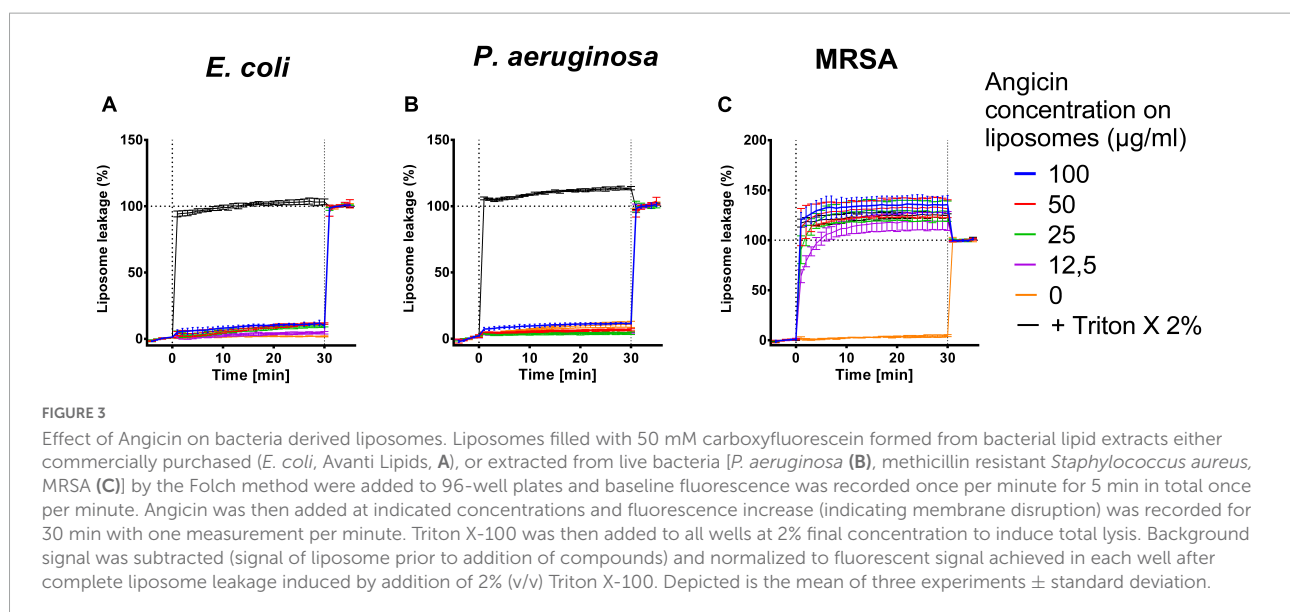 E. coli
P. aeruginosa
MRSA
A
B
C
Liposome leakage (%)
150
100
50
0
0
10
20
30
Time [min]
Liposome leakage (%)
150
100
50
0
0
10
20
30
Time [min]
Liposome leakage (%)
200
150
100
50
0
0
10
20
30
Time [min]
Angicin
concentration on
liposomes (µg/ml)
100
50
25
12,5
0
+ Triton X 2%
FIGURE 3
Effect of Angicin on bacteria derived liposomes. Liposomes filled with 50 mM carboxyfluorescein formed from bacterial lipid extracts either
commercially purchased (E. coli, Avanti Lipids, A), or extracted from live bacteria [P. aeruginosa (B), methicillin resistant Staphylococcus aureus,
MRSA (C)] by the Folch method were added to 96-well plates and baseline fluorescence was recorded once per minute for 5 min in total once
per minute. Angicin was then added at indicated concentrations and fluorescence increase (indicating membrane disruption) was recorded for
30 min with one measurement per minute. Triton X-100 was then added to all wells at 2% final concentration to induce total lysis. Background
signal was subtracted (signal of liposome prior to addition of compounds) and normalized to fluorescent signal achieved in each well after
complete liposome leakage induced by addition of 2% (v/v) Triton X-100. Depicted is the mean of three experiments ± standard deviation.